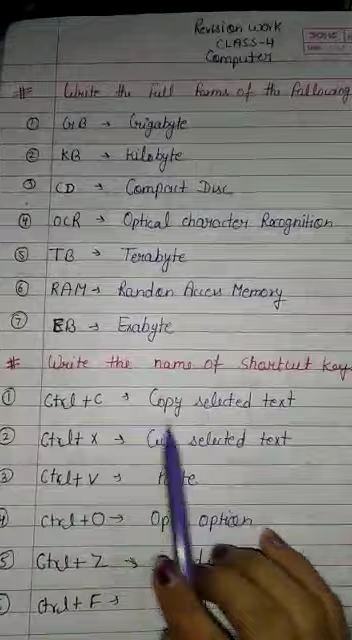 Revision work
CLASS-4
Computer
# Write the Full Forms of the following
① GB → Gigabyte
② KB → Kilobyte
③ CD → Compact Disc
④ OCR → Optical character Recognition
⑤ TB → Terabyte
⑥ RAM → Random Access Memory
⑦ EB → Exabyte
# Write the name of Shortcut Key
① Ctrl + C → Copy selected text
② Ctrl + X → selected text
③ Ctrl + V →
④ Ctrl + O → option
⑤ Ctrl + Z →
Ctrl + F →